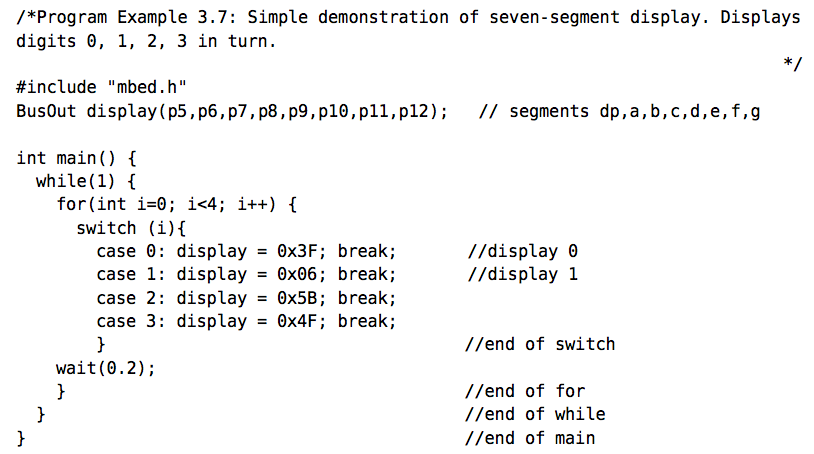 /*Program Example 3.7: Simple demonstration of seven-segment display. Displays
digits 0, 1, 2, 3 in turn.
*/
#include "mbed.h"
BusOut display(p5,p6,p7,p8,p9,p10,p11,p12);   // segments dp,a,b,c,d,e,f,g

int main() {
  while(1) {
    for(int i=0; i<4; i++) {
      switch (i){
        case 0: display = 0x3F; break;       //display 0
        case 1: display = 0x06; break;       //display 1
        case 2: display = 0x5B; break;
        case 3: display = 0x4F; break;
        }                                    //end of switch
    wait(0.2);
    }                                        //end of for
  }                                          //end of while
}                                            //end of main